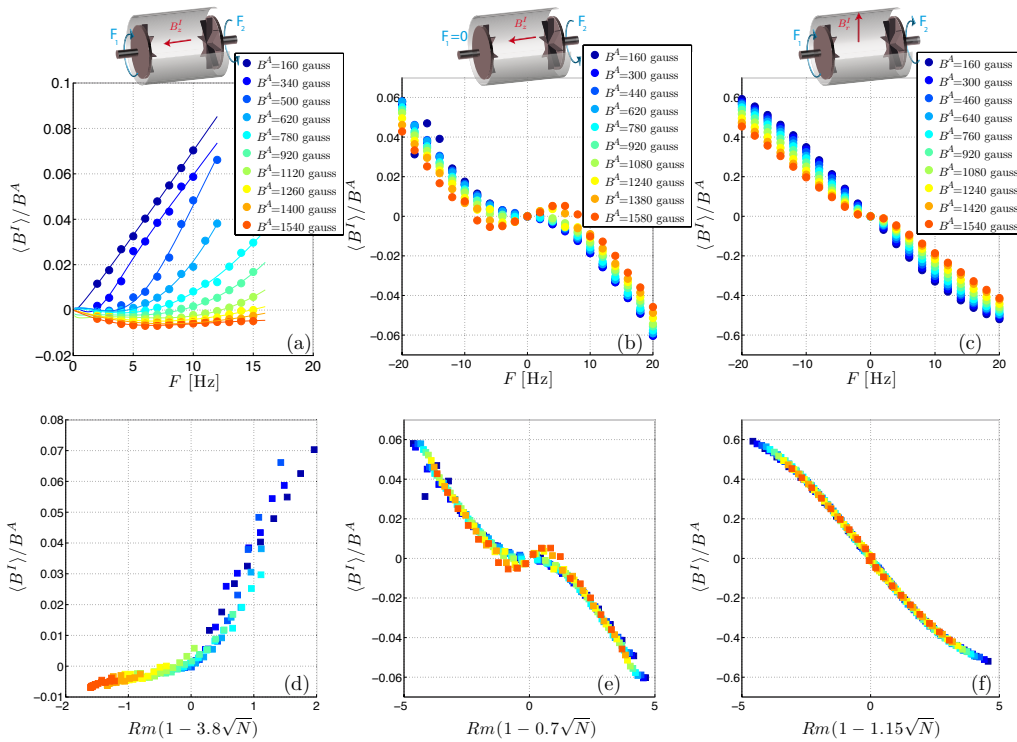 F₁ B_z^I F₂
F₁=0 B_z^I F₂
F₁ B_r^I F₂
B^A=160 gauss
B^A=340 gauss
B^A=500 gauss
B^A=620 gauss
B^A=780 gauss
B^A=920 gauss
B^A=1120 gauss
B^A=1260 gauss
B^A=1400 gauss
B^A=1540 gauss
⟨B^I⟩/B^A
0.1
0.08
0.06
0.04
0.02
0
−0.02
0 5 10 15 20
F [Hz]
(a)
B^A=160 gauss
B^A=300 gauss
B^A=440 gauss
B^A=620 gauss
B^A=780 gauss
B^A=920 gauss
B^A=1080 gauss
B^A=1240 gauss
B^A=1380 gauss
B^A=1580 gauss
⟨B^I⟩/B^A
0.06
0.04
0.02
0
−0.02
−0.04
−0.06
−20 −10 0 10 20
F [Hz]
(b)
B^A=160 gauss
B^A=300 gauss
B^A=460 gauss
B^A=640 gauss
B^A=760 gauss
B^A=920 gauss
B^A=1080 gauss
B^A=1240 gauss
B^A=1420 gauss
B^A=1540 gauss
⟨B^I⟩/B^A
0.6
0.4
0.2
0
−0.2
−0.4
−0.6
−20 −10 0 10 20
F [Hz]
(c)
⟨B^I⟩/B^A
0.08
0.07
0.06
0.05
0.04
0.03
0.02
0.01
0
−0.01
−2 −1 0 1 2
Rm(1 − 3.8√N)
(d)
⟨B^I⟩/B^A
0.06
0.04
0.02
0
−0.02
−0.04
−0.06
−5 0 5
Rm(1 − 0.7√N)
(e)
⟨B^I⟩/B^A
0.6
0.4
0.2
0
−0.2
−0.4
−0.6
−5 0 5
Rm(1 − 1.15√N)
(f)